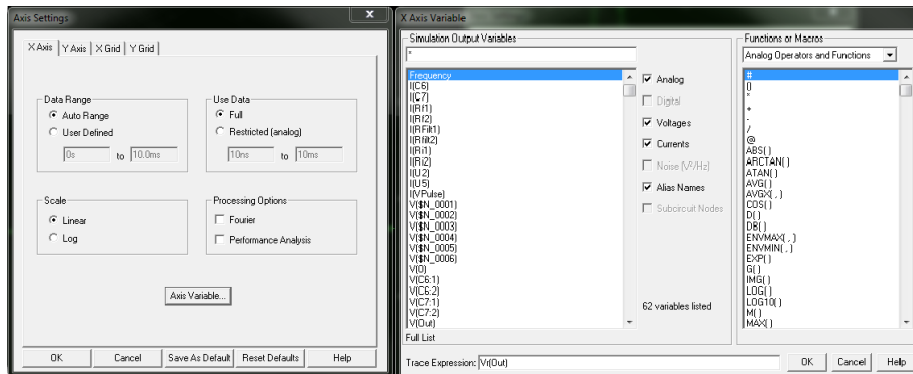 Axis Settings
x
X Axis
Y Axis
X Grid
Y Grid
Data Range
Auto Range
User Defined
0s
to
10.0ms
Use Data
Full
Restricted (analog)
10ns
to
10ms
Scale
Linear
Log
Processing Options
Fourier
Performance Analysis
Axis Variable...
OK
Cancel
Save As Default
Reset Defaults
Help
X Axis Variable
Simulation Output Variables
*
Frequency
I(C6)
I(C7)
I(Rf1)
I(Rf2)
I(RFilt1)
I(Rfilt2)
I(Ri1)
I(Ri2)
I(U2)
I(U5)
I(VPulse)
V($N_0001)
V($N_0002)
V($N_0003)
V($N_0004)
V($N_0005)
V($N_0006)
V(0)
V(C6:1)
V(C6:2)
V(C7:1)
V(C7:2)
V(Out)
Full List
Analog
Digital
Voltages
Currents
Noise (V²/Hz)
Alias Names
Subcircuit Nodes
62 variables listed
Functions or Macros
Analog Operators and Functions
#
()
*
+
-
/
@
ABS( )
ARCTAN( )
ATAN( )
AVG( )
AVGX( , )
COS( )
D( )
DB( )
ENVMAX( , )
ENVMIN( , )
EXP( )
G( )
IMG( )
LOG( )
LOG10( )
M( )
MAX( )
Trace Expression:
Vr(Out)
OK
Cancel
Help